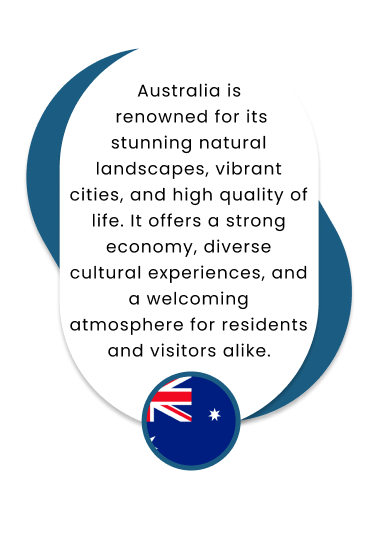 Australia is
renowned for its
stunning natural
landscapes, vibrant
cities, and high quality of
life. It offers a strong
economy, diverse
cultural experiences, and
a welcoming
atmosphere for residents
and visitors alike.